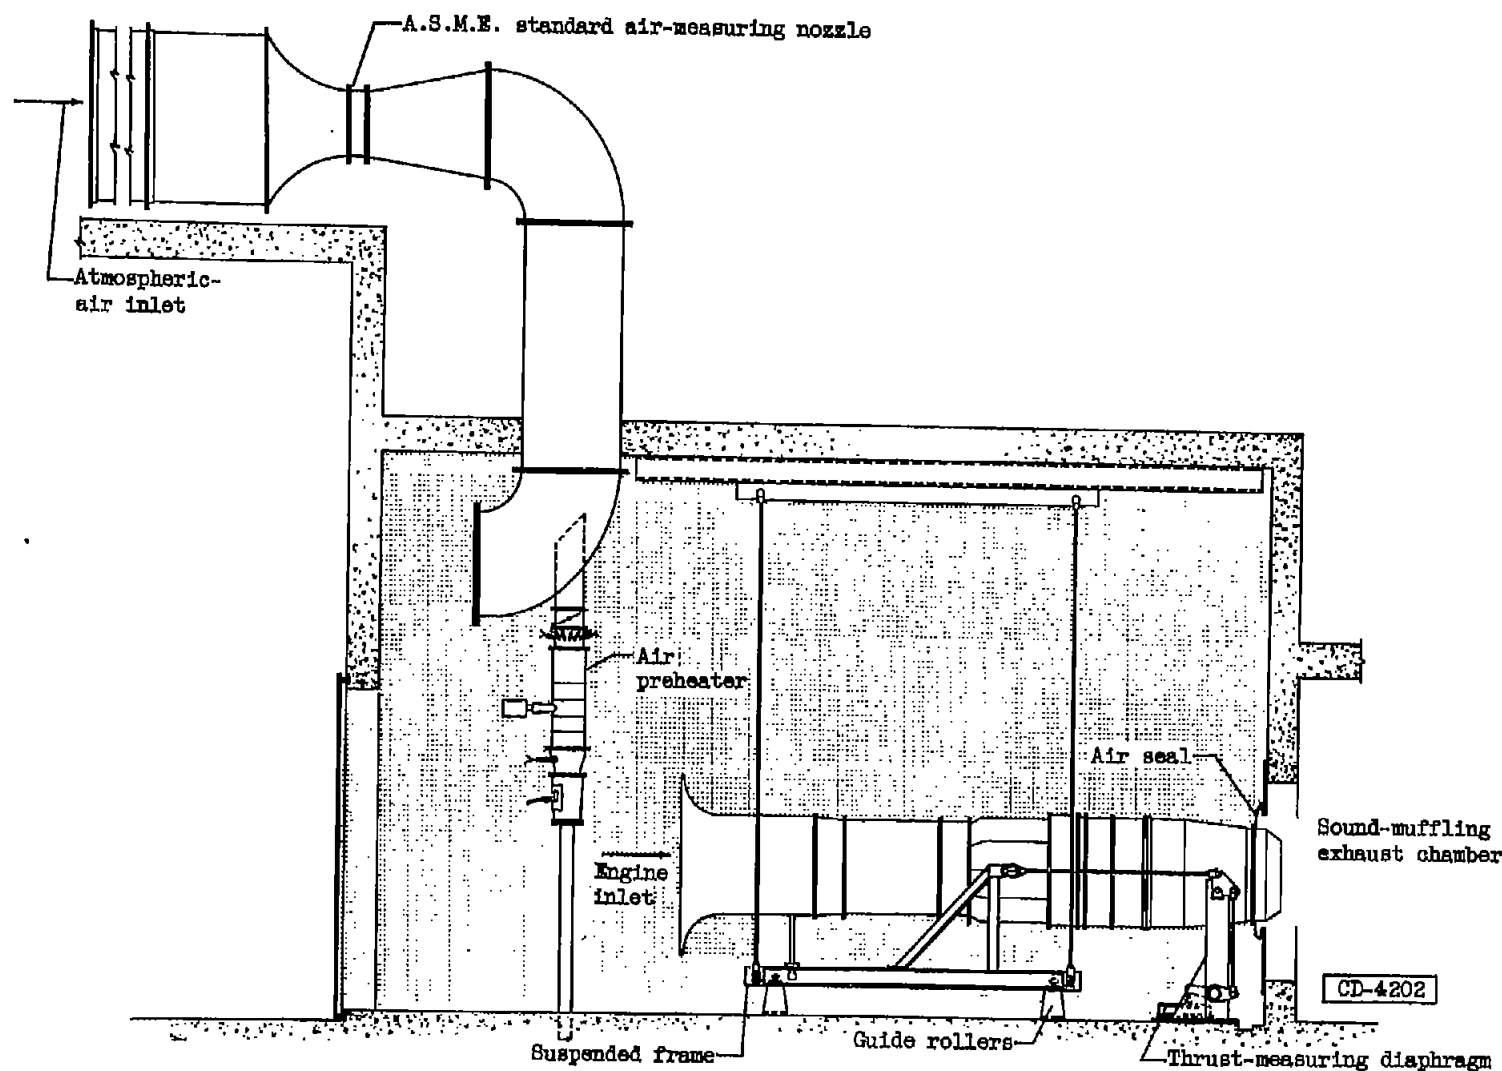 A.S.M.E. standard air-measuring nozzle
Atmospheric-
air inlet
Air
preheater
Air seal
Sound-muffling
exhaust chamber
Engine
inlet
CD-4202
Suspended frame
Guide rollers
Thrust-measuring diaphragm